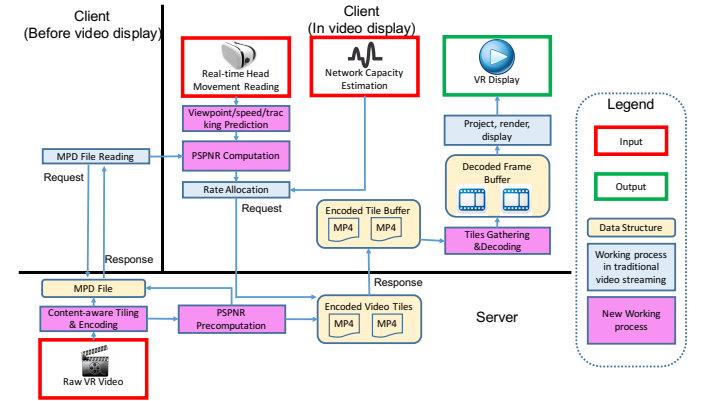 Client
(Before video display)
Client
(In video display)
Real-time Head
Movement Reading
Network Capacity
Estimation
VR Display
Viewpoint/speed/trac
king Prediction
Project, render,
display
MPD File Reading
PSPNR Computation
Decoded Frame
Buffer
Request
Rate Allocation
Request
Encoded Tile Buffer
MP4
MP4
Tiles Gathering
&Decoding
Response
Response
MPD File
Content-aware Tiling
& Encoding
PSPNR
Precomputation
Encoded Video Tiles
MP4
MP4
Server
Raw VR Video
Legend
Input
Output
Data Structure
Working process
in traditional
video streaming
New Working
process